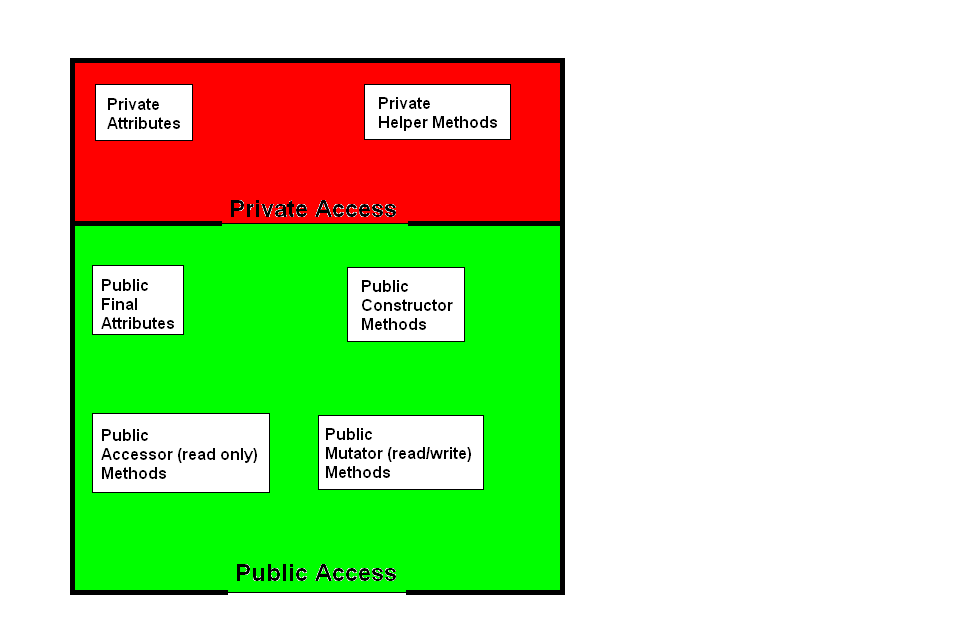 Private
Attributes
Private
Helper Methods
Private Access
Public
Final
Attributes
Public
Constructor
Methods
Public
Accessor (read only)
Methods
Public
Mutator (read/write)
Methods
Public Access